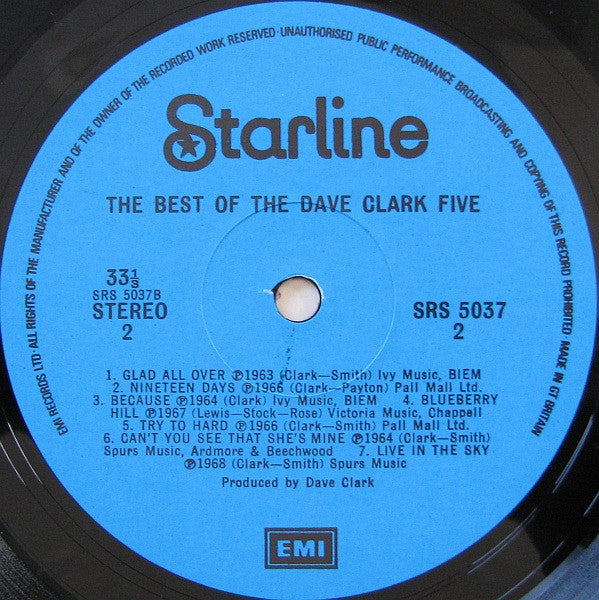 EMI RECORDS LTD · ALL RIGHTS OF THE MANUFACTURER AND OF THE OWNER OF THE RECORDED WORK RESERVED · UNAUTHORISED PUBLIC PERFORMANCE BROADCASTING AND COPYING OF THIS RECORD PROHIBITED MADE IN GT BRITAIN
Starline
THE BEST OF THE DAVE CLARK FIVE
33⅓
SRS 5037B
STEREO
2
SRS 5037
2
1. GLAD ALL OVER ℗1963 (Clark—Smith) Ivy Music, BIEM
2. NINETEEN DAYS ℗1966 (Clark—Payton) Pall Mall Ltd.
3. BECAUSE ℗1964 (Clark) Ivy Music, BIEM 4. BLUEBERRY
HILL ℗1967 (Lewis—Stock—Rose) Victoria Music, Chappell
5. TRY TO HARD ℗1966 (Clark—Smith) Pall Mall Ltd.
6. CAN'T YOU SEE THAT SHE'S MINE ℗1964 (Clark—Smith)
Spurs Music, Ardmore & Beechwood 7. LIVE IN THE SKY
℗1968 (Clark—Smith) Spurs Music
Produced by Dave Clark
EMI